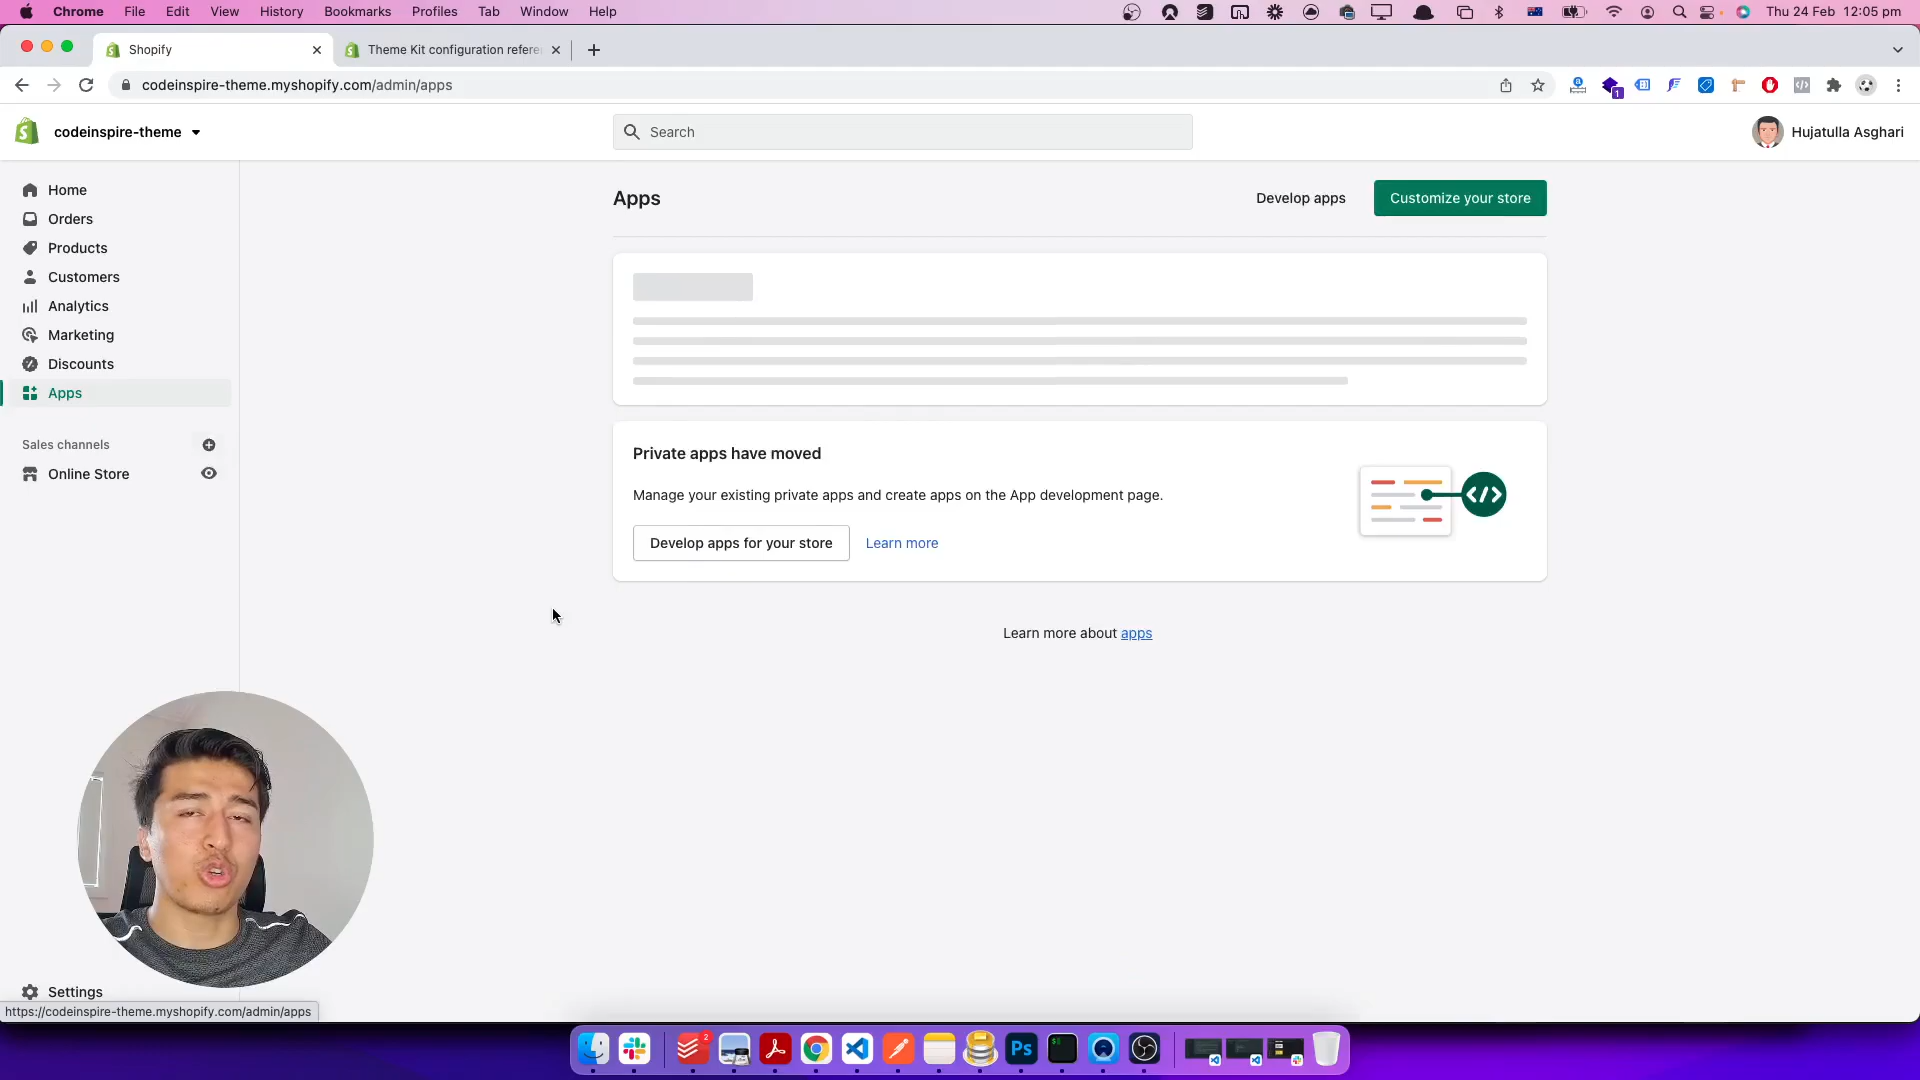 Chrome File Edit View History Bookmarks Profiles Tab Window Help
Thu 24 Feb 12:05 pm
Shopify
Theme Kit configuration refere
codeinspire-theme.myshopify.com/admin/apps
1
codeinspire-theme
Search
Hujatulla Asghari
Home
Orders
Products
Customers
Analytics
Marketing
Discounts
Apps
Sales channels
Online Store
Settings
Apps
Develop apps
Customize your store
Private apps have moved
Manage your existing private apps and create apps on the App development page.
Develop apps for your store
Learn more
Learn more about apps
https://codeinspire-theme.myshopify.com/admin/apps
2
Ps